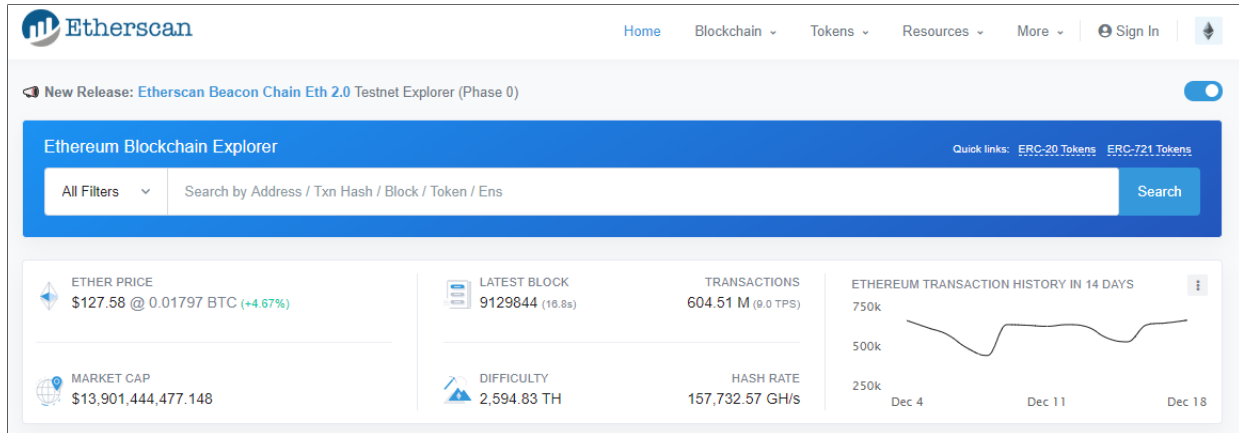 Etherscan
Home Blockchain Tokens Resources More Sign In
New Release: Etherscan Beacon Chain Eth 2.0 Testnet Explorer (Phase 0)
Ethereum Blockchain Explorer
Quick links: ERC-20 Tokens ERC-721 Tokens
All Filters
Search by Address / Txn Hash / Block / Token / Ens
Search
ETHER PRICE
$127.58 @ 0.01797 BTC (+4.67%)
MARKET CAP
$13,901,444,477.148
LATEST BLOCK
9129844 (16.8s)
TRANSACTIONS
604.51 M (9.0 TPS)
DIFFICULTY
2,594.83 TH
HASH RATE
157,732.57 GH/s
ETHEREUM TRANSACTION HISTORY IN 14 DAYS
750k
500k
250k
Dec 4 Dec 11 Dec 18